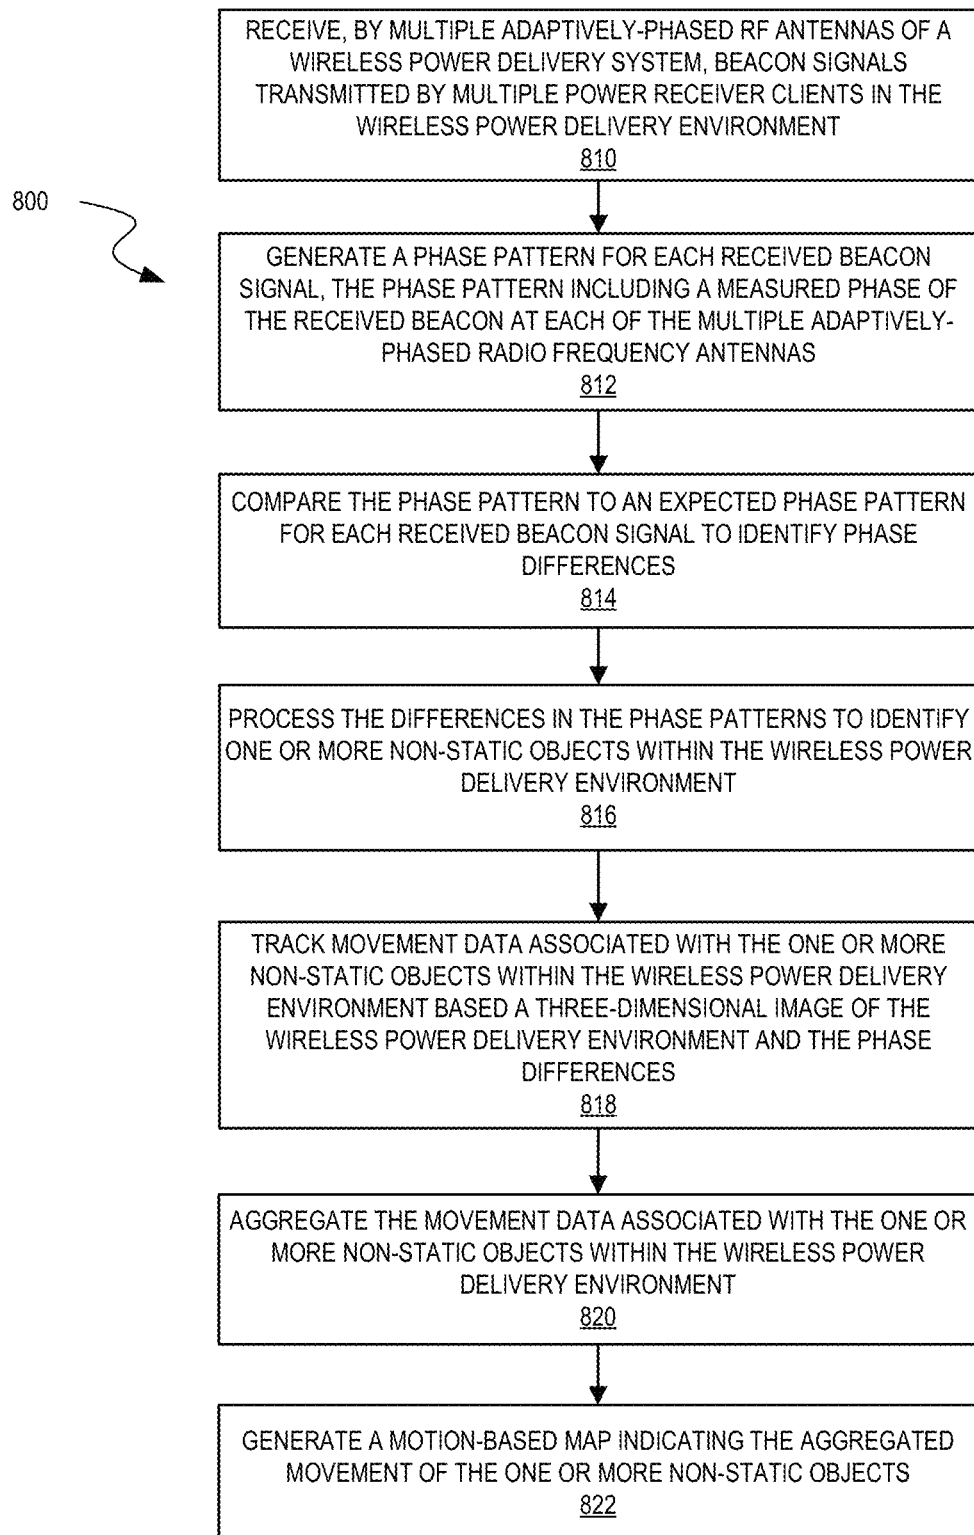 RECEIVE, BY MULTIPLE ADAPTIVELY-PHASED RF ANTENNAS OF A
WIRELESS POWER DELIVERY SYSTEM, BEACON SIGNALS
TRANSMITTED BY MULTIPLE POWER RECEIVER CLIENTS IN THE
WIRELESS POWER DELIVERY ENVIRONMENT
810
800
GENERATE A PHASE PATTERN FOR EACH RECEIVED BEACON
SIGNAL, THE PHASE PATTERN INCLUDING A MEASURED PHASE OF
THE RECEIVED BEACON AT EACH OF THE MULTIPLE ADAPTIVELY-
PHASED RADIO FREQUENCY ANTENNAS
812
COMPARE THE PHASE PATTERN TO AN EXPECTED PHASE PATTERN
FOR EACH RECEIVED BEACON SIGNAL TO IDENTIFY PHASE
DIFFERENCES
814
PROCESS THE DIFFERENCES IN THE PHASE PATTERNS TO IDENTIFY
ONE OR MORE NON-STATIC OBJECTS WITHIN THE WIRELESS POWER
DELIVERY ENVIRONMENT
816
TRACK MOVEMENT DATA ASSOCIATED WITH THE ONE OR MORE
NON-STATIC OBJECTS WITHIN THE WIRELESS POWER DELIVERY
ENVIRONMENT BASED A THREE-DIMENSIONAL IMAGE OF THE
WIRELESS POWER DELIVERY ENVIRONMENT AND THE PHASE
DIFFERENCES
818
AGGREGATE THE MOVEMENT DATA ASSOCIATED WITH THE ONE OR
MORE NON-STATIC OBJECTS WITHIN THE WIRELESS POWER
DELIVERY ENVIRONMENT
820
GENERATE A MOTION-BASED MAP INDICATING THE AGGREGATED
MOVEMENT OF THE ONE OR MORE NON-STATIC OBJECTS
822